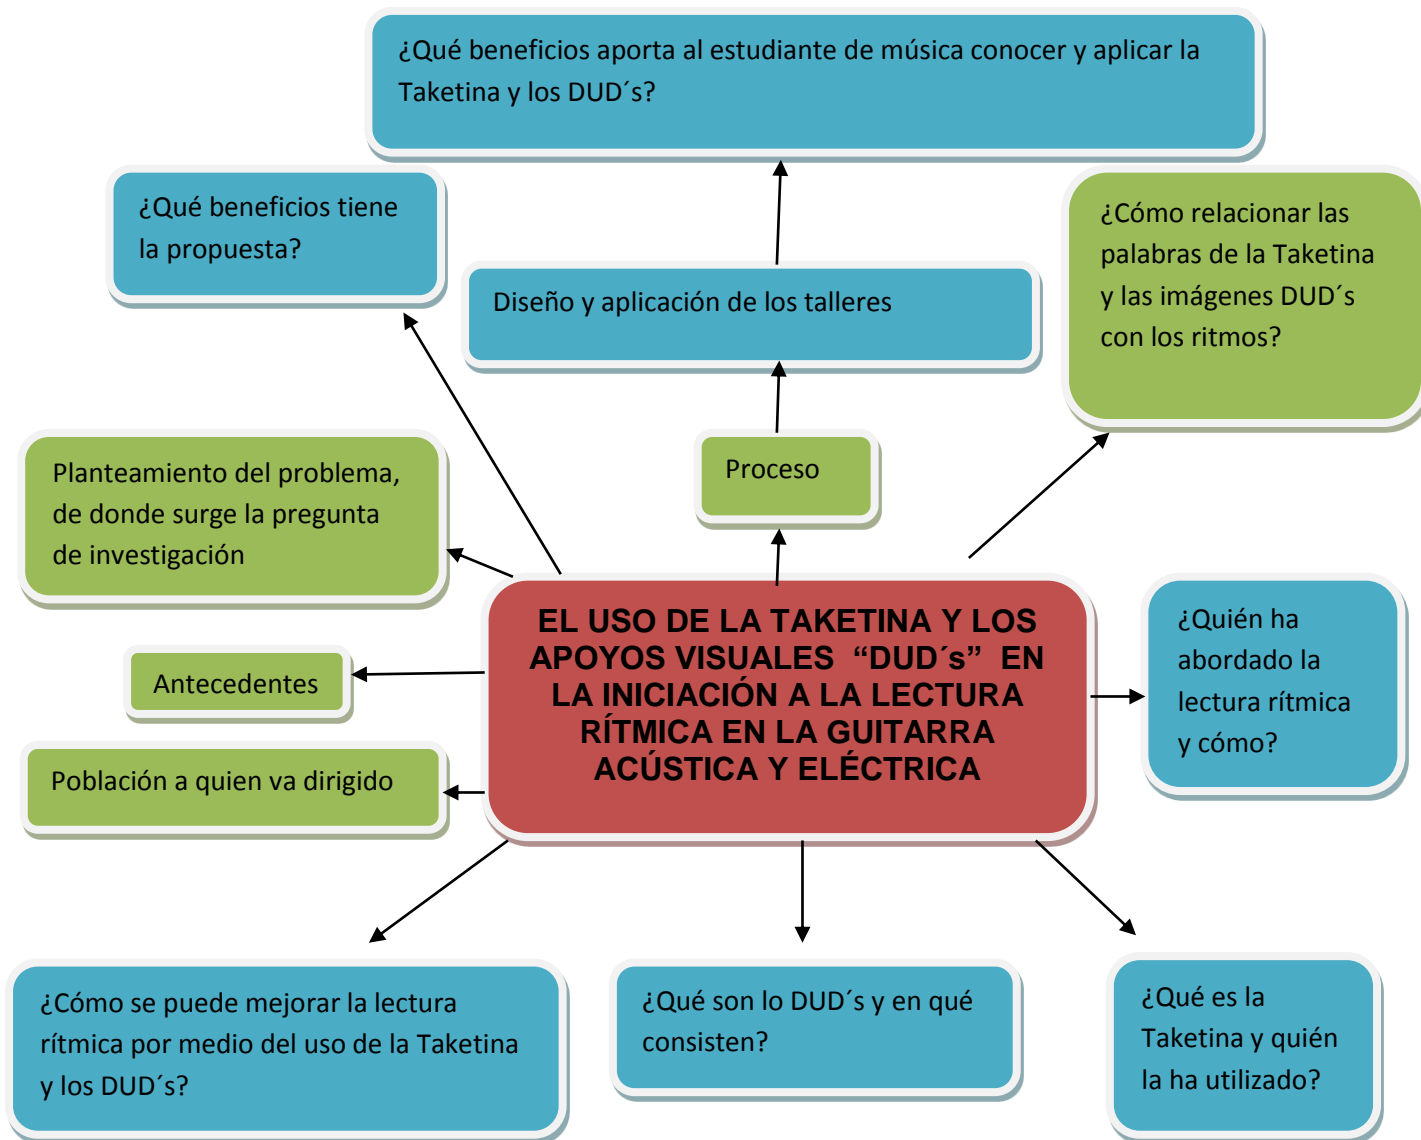 ¿Qué beneficios aporta al estudiante de música conocer y aplicar la
Taketina y los DUD´s?
¿Qué beneficios tiene
la propuesta?
¿Cómo relacionar las
palabras de la Taketina
y las imágenes DUD´s
con los ritmos?
Diseño y aplicación de los talleres
Planteamiento del problema,
de donde surge la pregunta
de investigación
Proceso
EL USO DE LA TAKETINA Y LOS
APOYOS VISUALES “DUD´s” EN
LA INICIACIÓN A LA LECTURA
RÍTMICA EN LA GUITARRA
ACÚSTICA Y ELÉCTRICA
¿Quién ha
abordado la
lectura rítmica
y cómo?
Antecedentes
Población a quien va dirigido
¿Cómo se puede mejorar la lectura
rítmica por medio del uso de la Taketina
y los DUD´s?
¿Qué son lo DUD´s y en qué
consisten?
¿Qué es la
Taketina y quién
la ha utilizado?